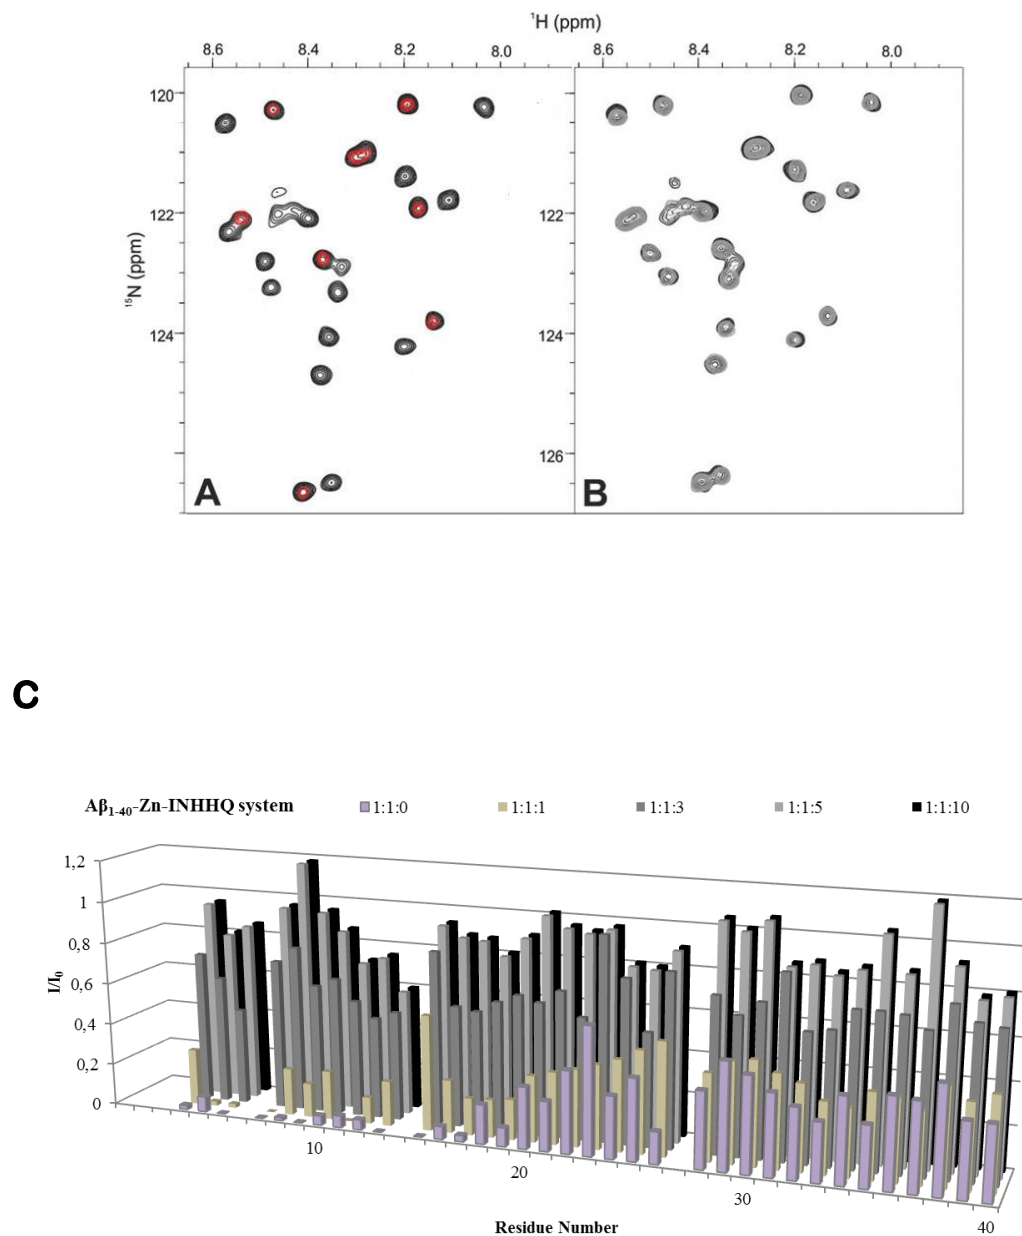 ¹H (ppm)
8.6 8.4 8.2 8.0 8.6 8.4 8.2 8.0
120
122
¹⁵N (ppm)
124
126
A B
C
Aβ₁₋₄₀-Zn-INHHQ system 1:1:0 1:1:1 1:1:3 1:1:5 1:1:10
1,2
1
0,8
0,6
I/I₀
0,4
0,2
0
10
20
30
40
Residue Number